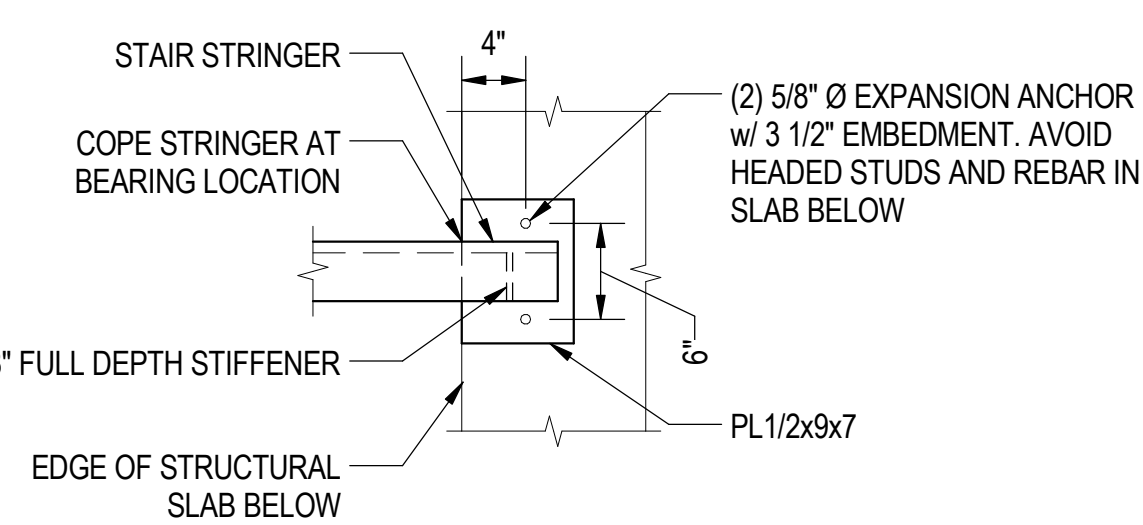 STAIR STRINGER
4"
COPE STRINGER AT
BEARING LOCATION
(2) 5/8" Ø EXPANSION ANCHOR
w/ 3 1/2" EMBEDMENT. AVOID
HEADED STUDS AND REBAR IN
SLAB BELOW
6"
" FULL DEPTH STIFFENER
PL1/2x9x7
EDGE OF STRUCTURAL
SLAB BELOW